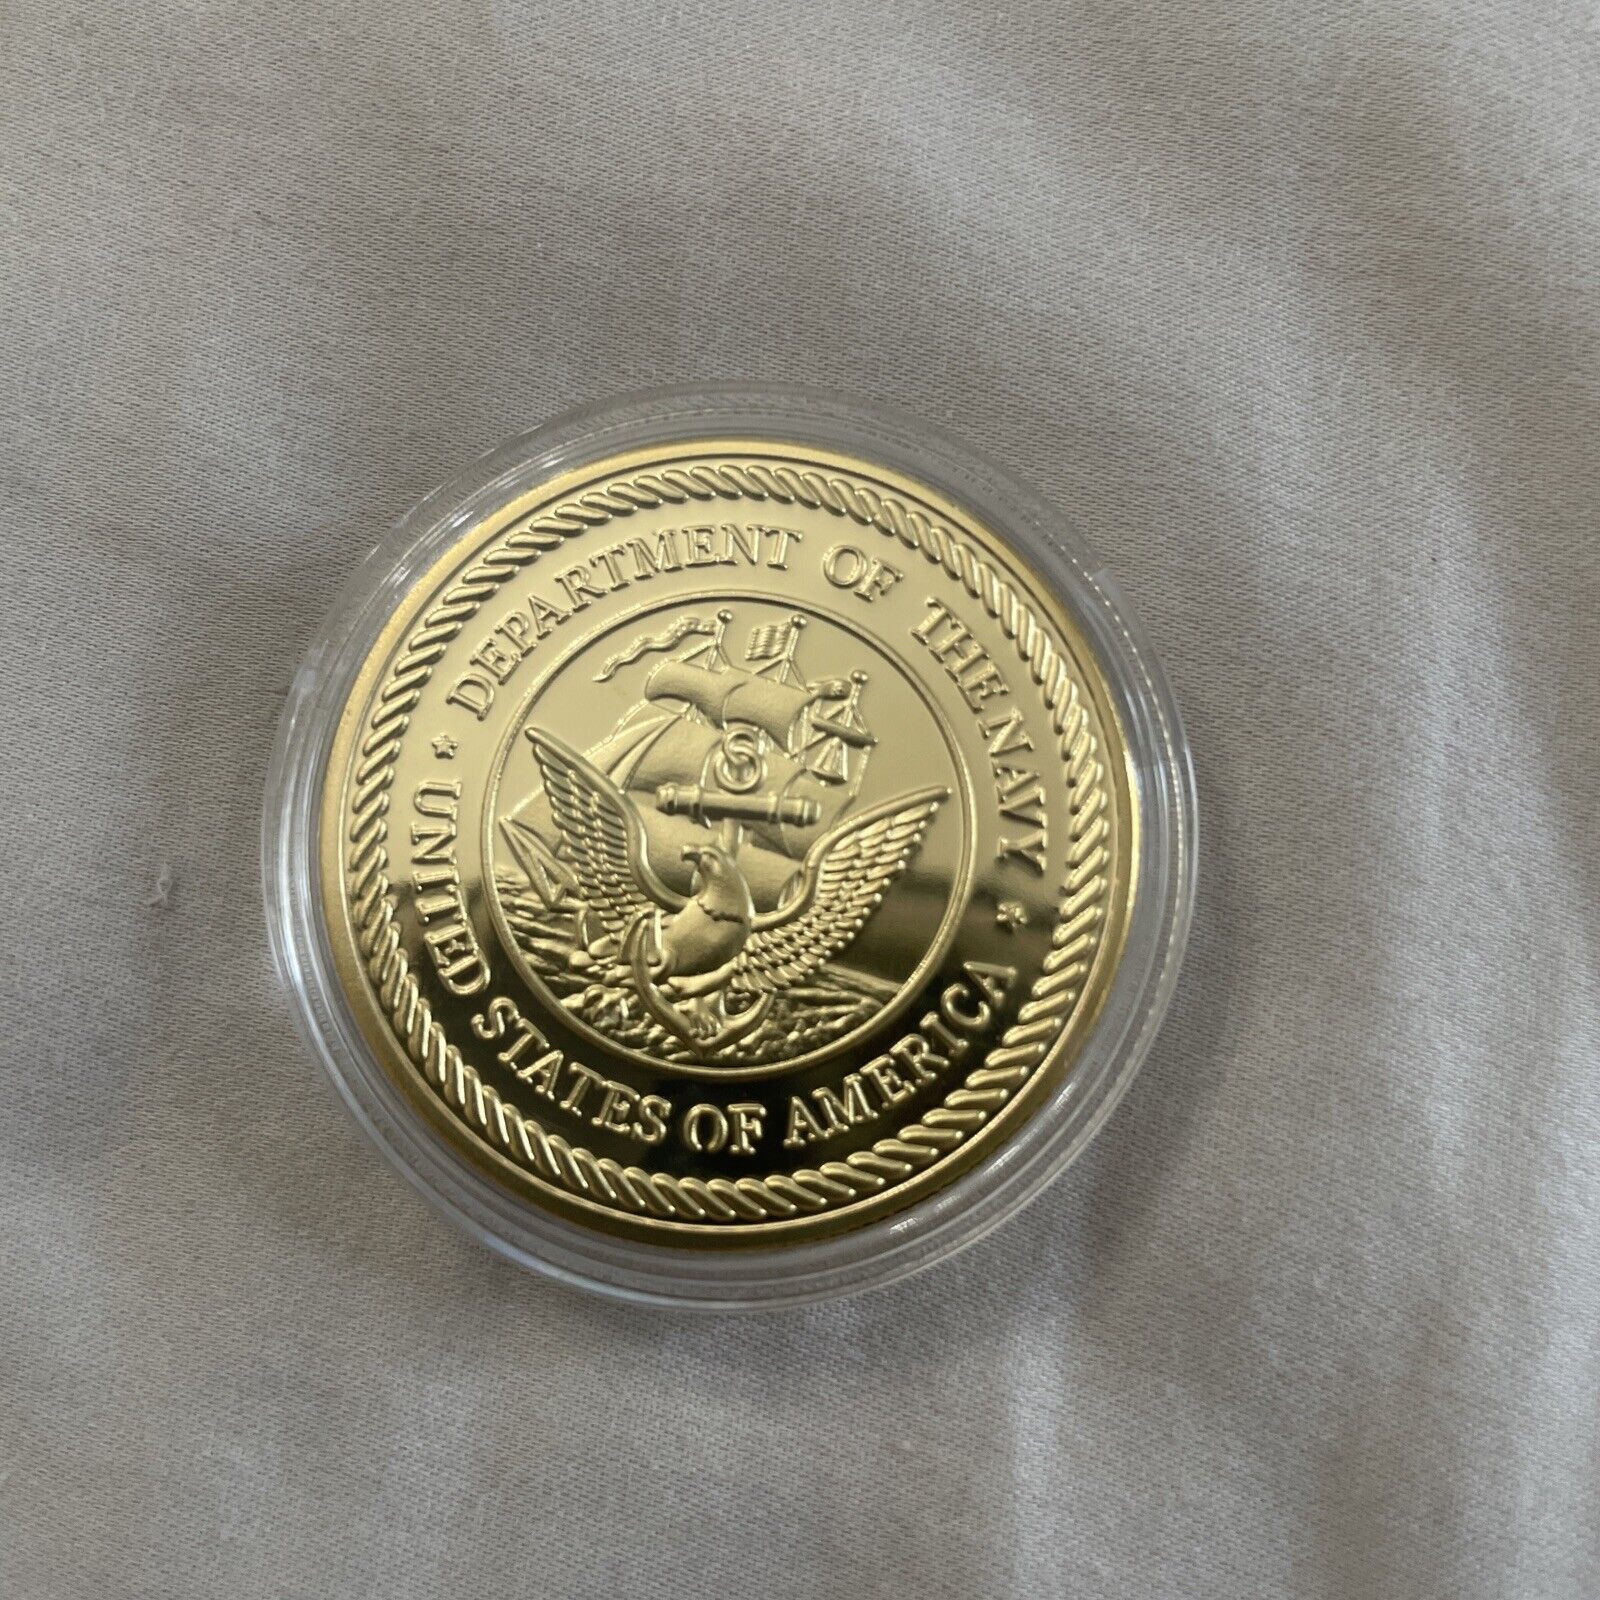 DEPARTMENT OF THE NAVY
UNITED STATES OF AMERICA